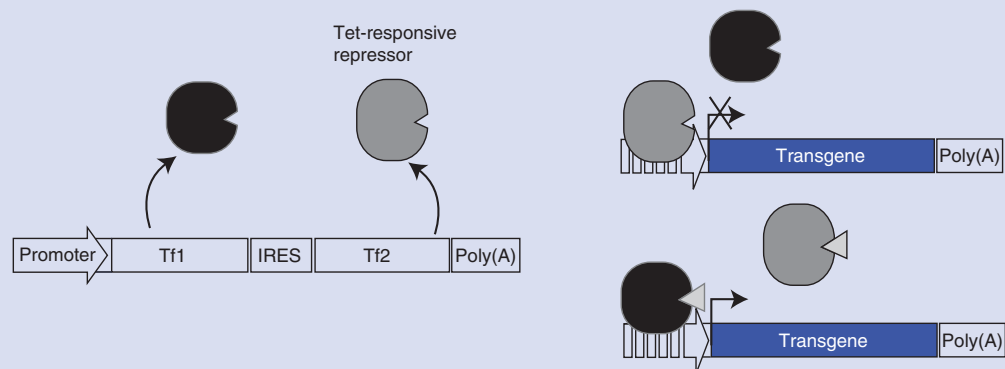 Tet-responsive
repressor
Promoter
Tf1
IRES
Tf2
Poly(A)
Transgene
Poly(A)
Transgene
Poly(A)